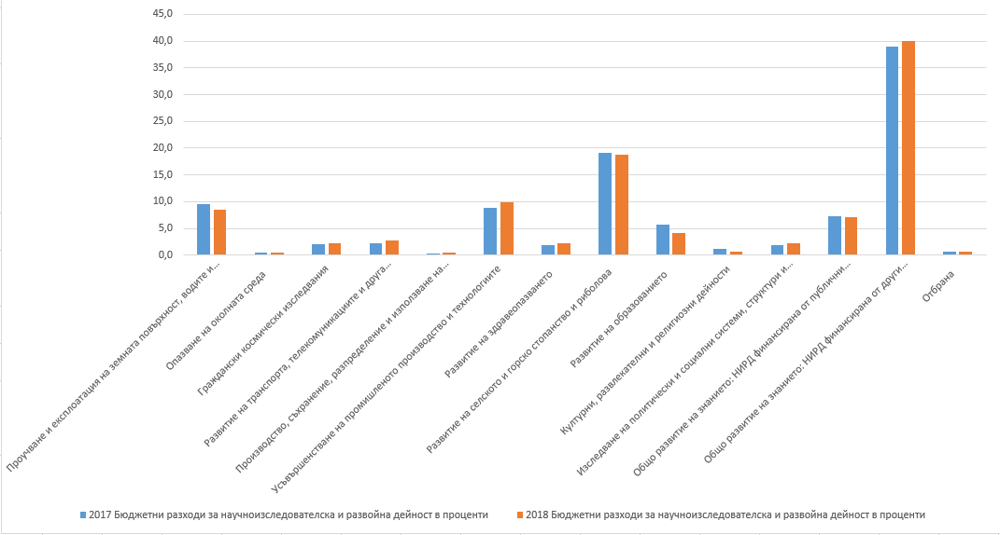 45,0
40,0
35,0
30,0
25,0
20,0
15,0
10,0
5,0
0,0
Проучване и експлоатация на земната повърхност, водите и...
Опазване на околната среда
Граждански космически изследвания
Развитие на транспорта, телекомуникациите и друга...
Производство, съхранение, разпределение и използване на...
Усъвършенстване на промишленото производство и технологиите
Развитие на здравеопазването
Развитие на селското и горско стопанство и риболова
Развитие на образованието
Културни, развлекателни и религиозни дейности
Изследване на политически и социални системи, структури и...
Общо развитие на знанието: НИРД финансирана от публични...
Общо развитие на знанието: НИРД финансирана от други...
Отбрана
2017 Бюджетни разходи за научноизследователска и развойна дейност в проценти
2018 Бюджетни разходи за научноизследователска и развойна дейност в проценти